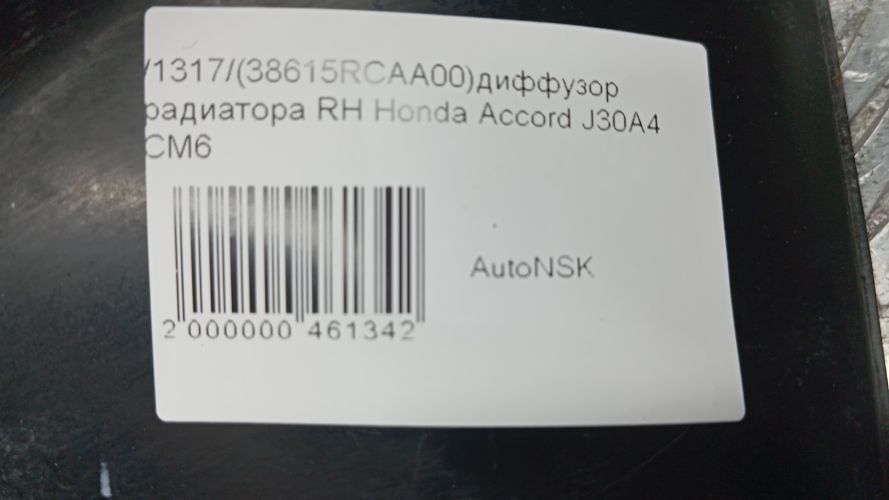 /1317/(38615RCAA00)диффузор
радиатора RH Honda Accord J30A4
CM6
AutoNSK
2 000000 461342